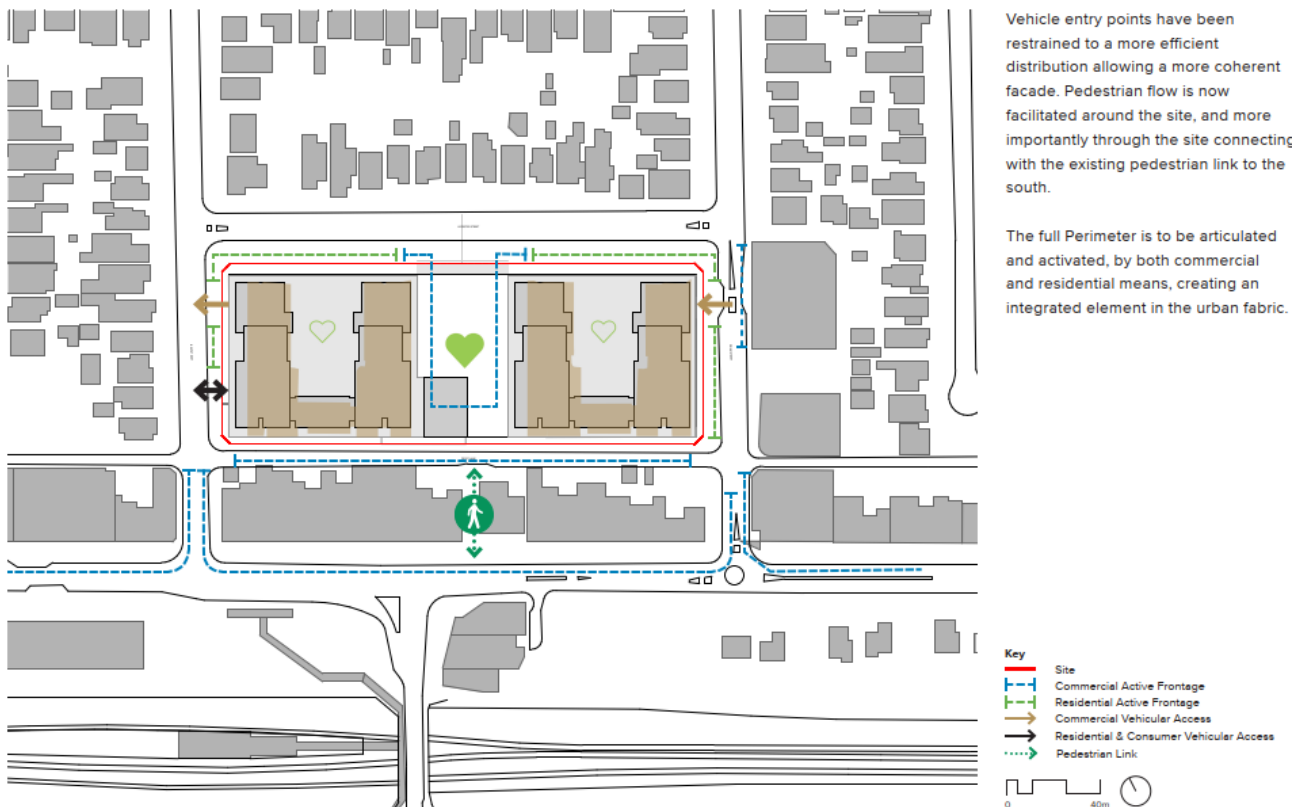 Vehicle entry points have been
restrained to a more efficient
distribution allowing a more coherent
facade. Pedestrian flow is now
facilitated around the site, and more
importantly through the site connecting
with the existing pedestrian link to the
south.
The full Perimeter is to be articulated
and activated, by both commercial
and residential means, creating an
integrated element in the urban fabric.
Key
Site
Commercial Active Frontage
Residential Active Frontage
Commercial Vehicular Access
Residential & Consumer Vehicular Access
Pedestrian Link
0 40m